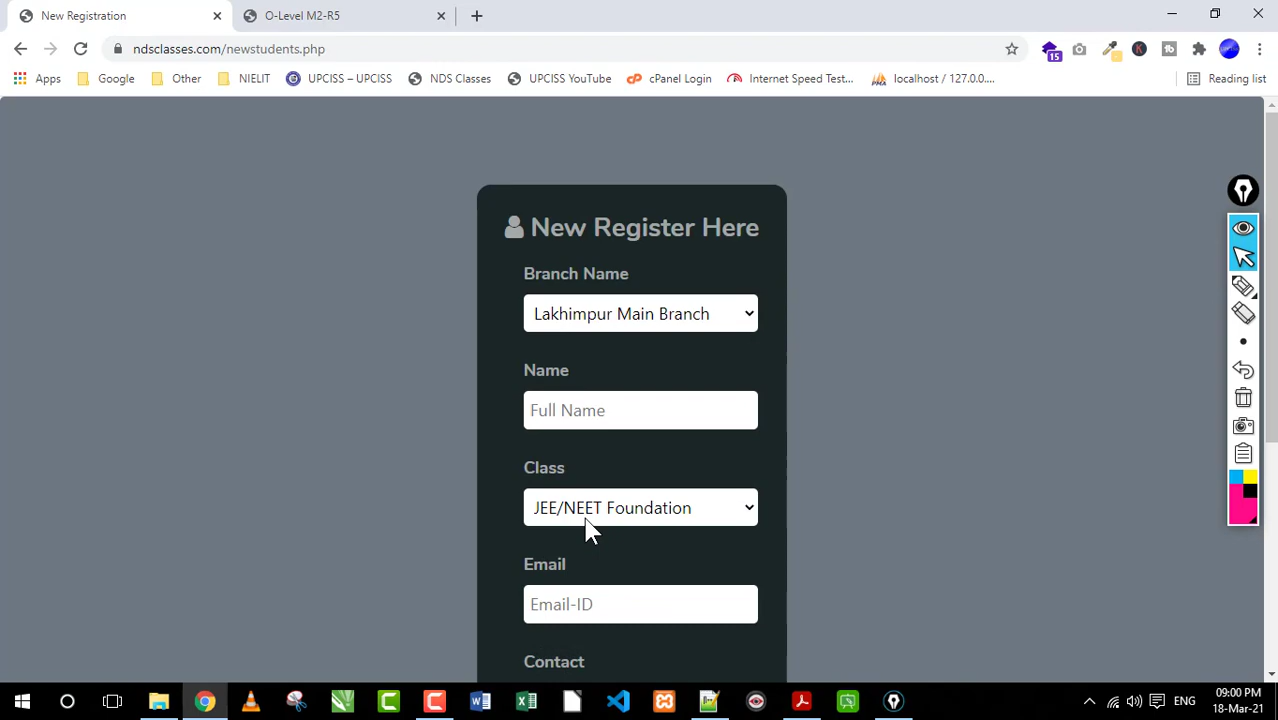 New Registration
O-Level M2-R5
ndsclasses.com/newstudents.php
15
Apps
Google
Other
NIELIT
UPCISS – UPCISS
NDS Classes
UPCISS YouTube
cPanel Login
Internet Speed Test...
localhost / 127.0.0....
Reading list
New Register Here
Branch Name
Lakhimpur Main Branch
Name
Full Name
Class
JEE/NEET Foundation
Email
Email-ID
Contact
ENG
09:00 PM
18-Mar-21